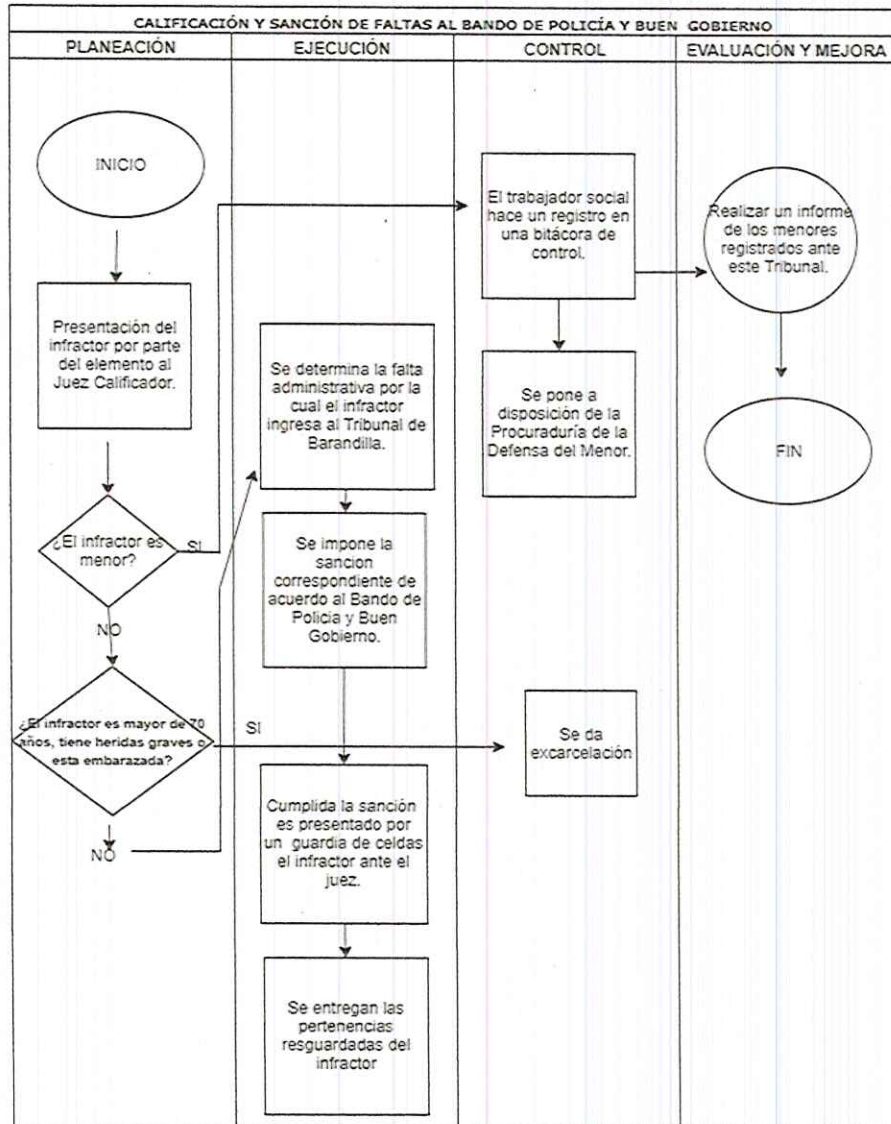 CALIFICACIÓN Y SANCIÓN DE FALTAS AL BANDO DE POLICÍA Y BUEN GOBIERNO
PLANEACIÓN
EJECUCIÓN
CONTROL
EVALUACIÓN Y MEJORA
INICIO
Presentación del
infractor por parte
del elemento al
Juez Calificador.
¿El infractor es
menor?
SI
NO
¿El infractor es mayor de 70
años, tiene heridas graves o
esta embarazada?
SI
NO
Se determina la falta
administrativa por la
cual el infractor
ingresa al Tribunal de
Barandilla.
Se impone la
sancion
correspondiente de
acuerdo al Bando de
Policia y Buen
Gobierno.
Cumplida la sanción
es presentado por
un guardia de celdas
el infractor ante el
juez.
Se entregan las
pertenencias
resguardadas del
infractor
El trabajador social
hace un registro en
una bitácora de
control.
Se pone a
disposición de la
Procuraduría de la
Defensa del Menor.
Se da
excarcelación
Realizar un informe
de los menores
registrados ante
este Tribunal.
FIN